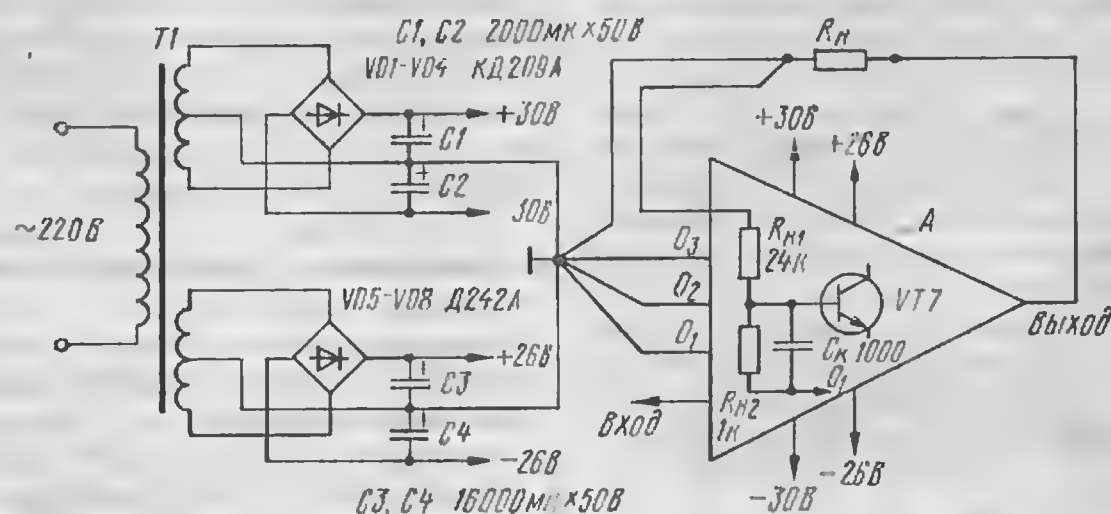 T1
C1, C2 2000мк×50В
VD1-VD4 КД209А
+30В
C1
C2
30В
~220В
VD5-VD8 Д242А
+26В
C3
C4
-26В
C3, C4 16000мк×50В
Rн
+30В
+26В
A
O3
Rн1
24к
O2
VT7
O1
Cк 1000
O1
Выход
Вход
Rн2
1к
-26В
-30В